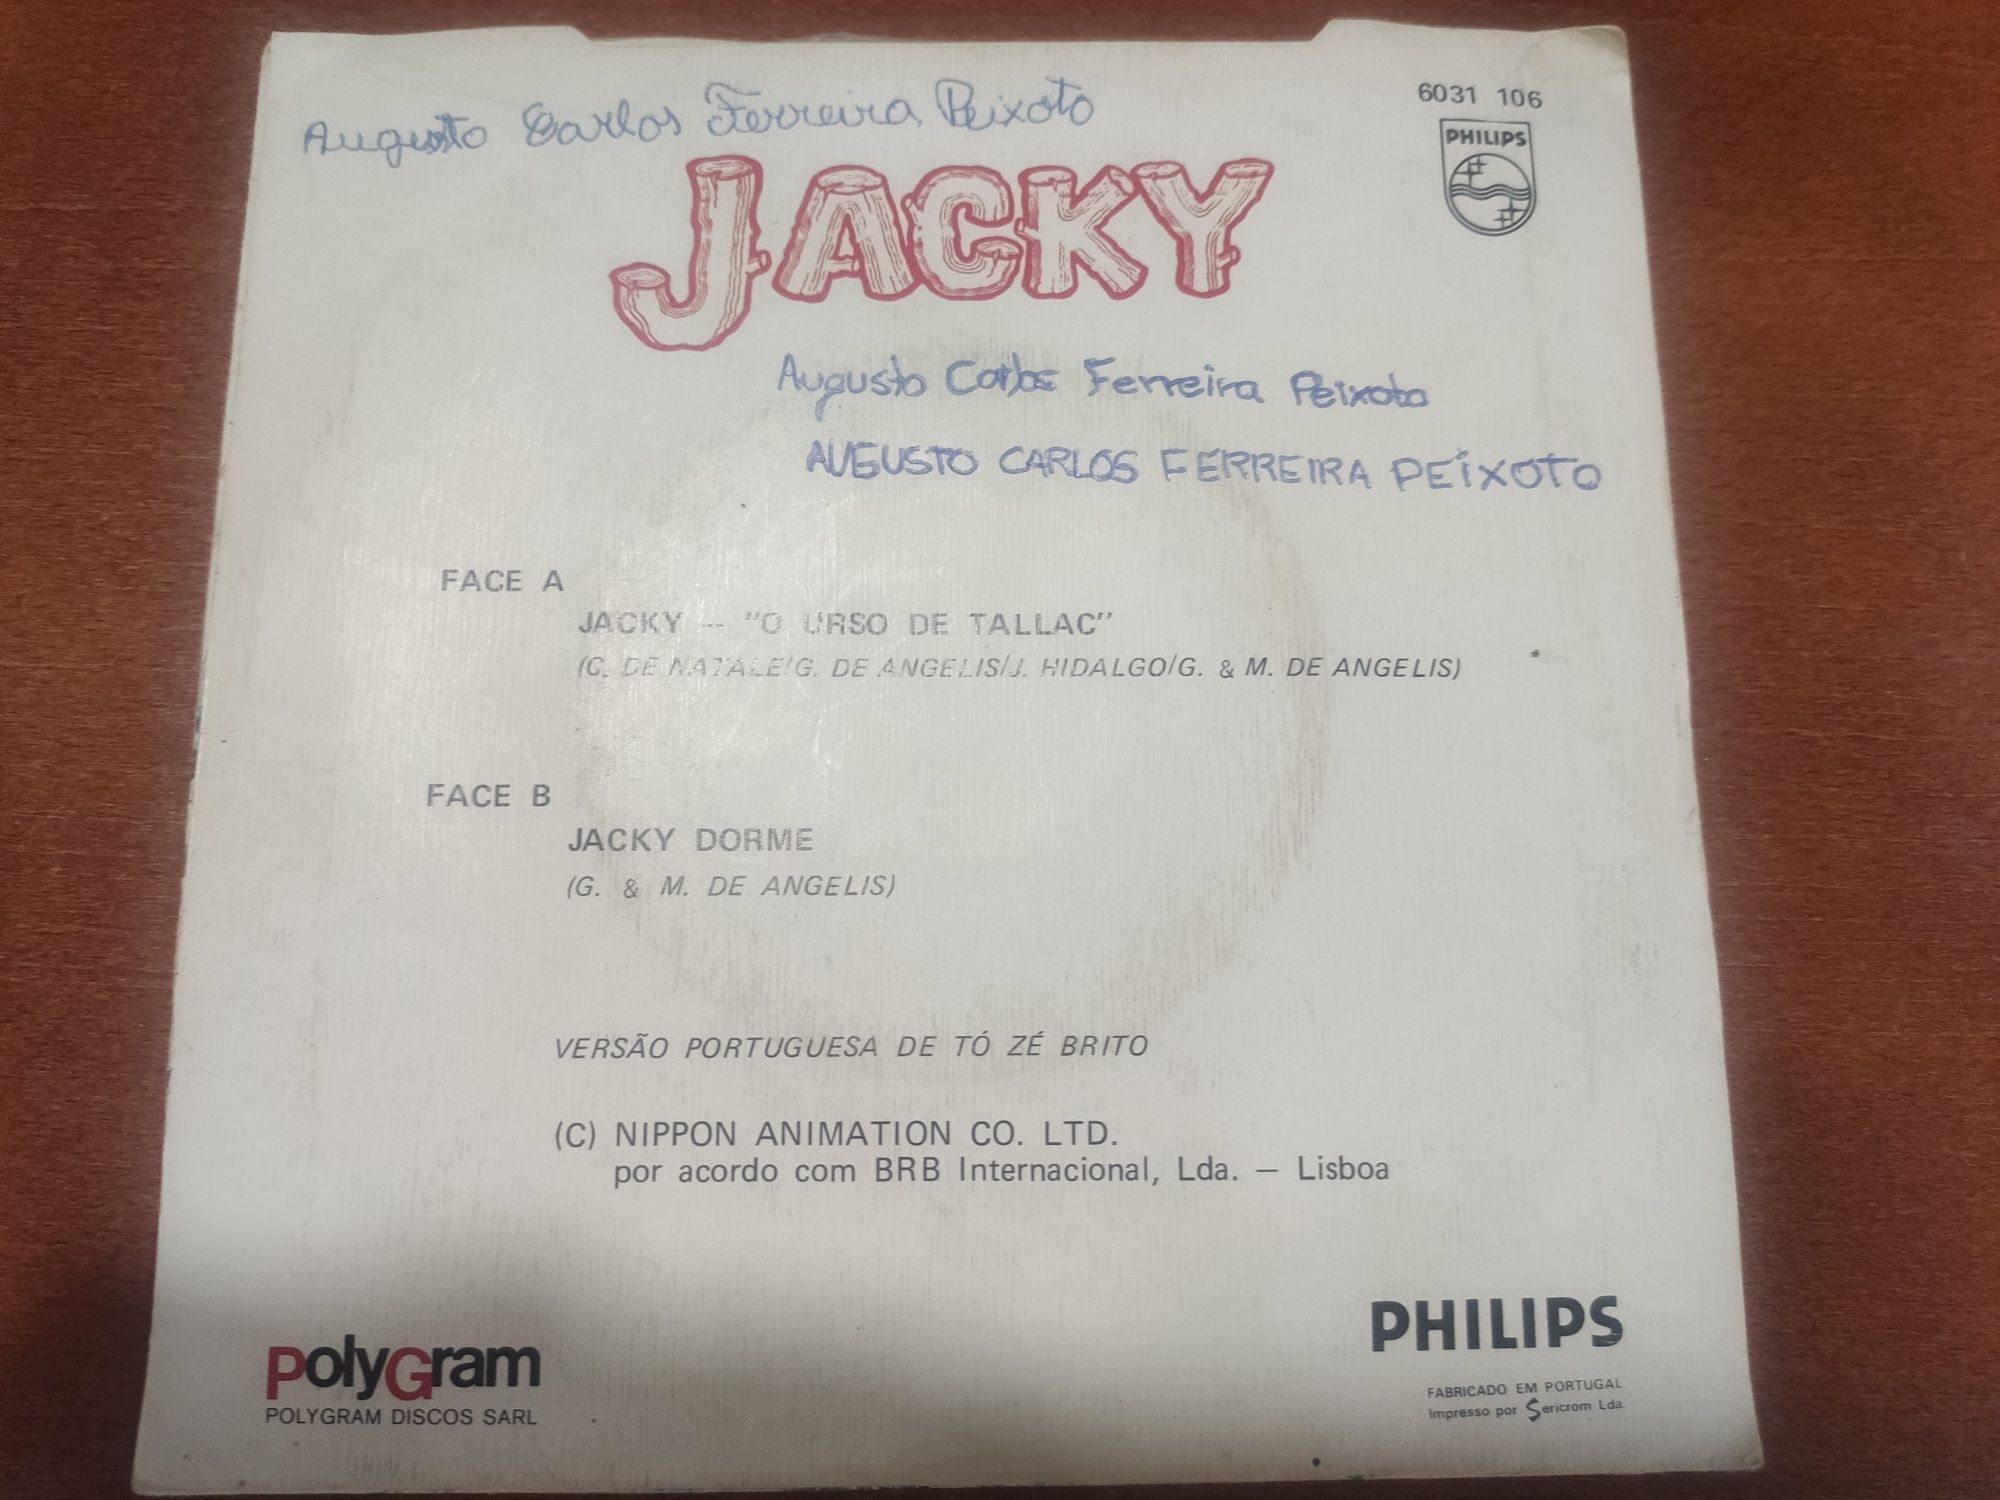 Augusto Carlos Ferreira Peixoto
6031 106
PHILIPS
JACKY
Augusto Carlos Ferreira Peixoto
AUGUSTO CARLOS FERREIRA PEIXOTO
FACE A
JACKY — "O URSO DE TALLAC"
(C. DE NATALE/G. DE ANGELIS/J. HIDALGO/G. & M. DE ANGELIS)
FACE B
JACKY DORME
(G. & M. DE ANGELIS)
VERSÃO PORTUGUESA DE TÓ ZÉ BRITO
(C) NIPPON ANIMATION CO. LTD.
por acordo com BRB Internacional, Lda. — Lisboa
PolyGram
POLYGRAM DISCOS SARL
PHILIPS
FABRICADO EM PORTUGAL
Impresso por Sericrom Lda.